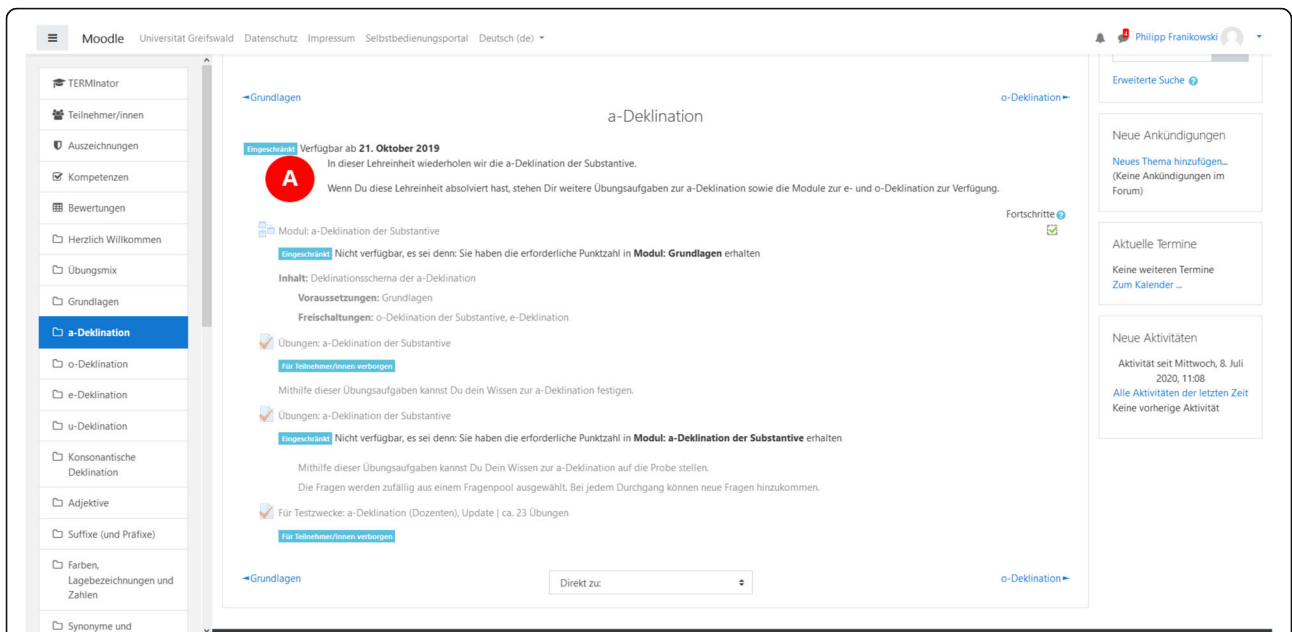 Moodle Universität Greifswald Datenschutz Impressum Selbstbedienungsportal Deutsch (de)
4 Philipp Franikowski
TERMInator
Teilnehmer/innen
Auszeichnungen
Kompetenzen
Bewertungen
Herzlich Willkommen
Übungsmix
Grundlagen
a-Deklination
o-Deklination
e-Deklination
u-Deklination
Konsonantische
Deklination
Adjektive
Suffixe (und Präfixe)
Farben,
Lagebezeichnungen und
Zahlen
Synonyme und
◄Grundlagen
o-Deklination►
a-Deklination
Eingeschränkt Verfügbar ab 21. Oktober 2019
A
In dieser Lehreinheit wiederholen wir die a-Deklination der Substantive.
Wenn Du diese Lehreinheit absolviert hast, stehen Dir weitere Übungsaufgaben zur a-Deklination sowie die Module zur e- und o-Deklination zur Verfügung.
Fortschritte
Modul: a-Deklination der Substantive
Eingeschränkt Nicht verfügbar, es sei denn: Sie haben die erforderliche Punktzahl in Modul: Grundlagen erhalten
Inhalt: Deklinationsschema der a-Deklination
Voraussetzungen: Grundlagen
Freischaltungen: o-Deklination der Substantive, e-Deklination
Übungen: a-Deklination der Substantive
Für Teilnehmer/innen verborgen
Mithilfe dieser Übungsaufgaben kannst Du dein Wissen zur a-Deklination festigen.
Übungen: a-Deklination der Substantive
Eingeschränkt Nicht verfügbar, es sei denn: Sie haben die erforderliche Punktzahl in Modul: a-Deklination der Substantive erhalten
Mithilfe dieser Übungsaufgaben kannst Du Dein Wissen zur a-Deklination auf die Probe stellen.
Die Fragen werden zufällig aus einem Fragenpool ausgewählt. Bei jedem Durchgang können neue Fragen hinzukommen.
Für Testzwecke: a-Deklination (Dozenten), Update | ca. 23 Übungen
Für Teilnehmer/innen verborgen
◄Grundlagen
Direkt zu:
o-Deklination►
Erweiterte Suche
Neue Ankündigungen
Neues Thema hinzufügen...
(Keine Ankündigungen im
Forum)
Aktuelle Termine
Keine weiteren Termine
Zum Kalender ...
Neue Aktivitäten
Aktivität seit Mittwoch, 8. Juli
2020, 11:08
Alle Aktivitäten der letzten Zeit
Keine vorherige Aktivität